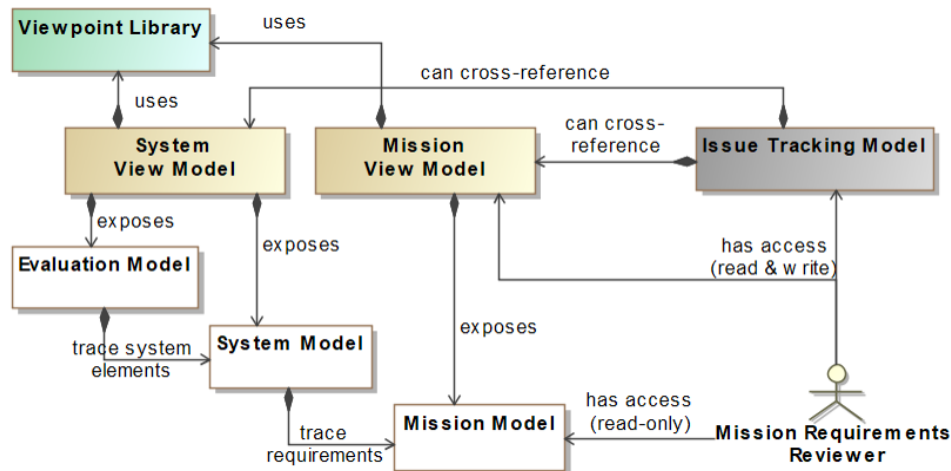 Viewpoint Library
uses
can cross-reference
uses
System
View Model
Mission
View Model
can cross-
reference
Issue Tracking Model
exposes
exposes
has access
(read & write)
Evaluation Model
exposes
trace system
elements
System Model
has access
(read-only)
trace
requirements
Mission Model
Mission Requirements
Reviewer